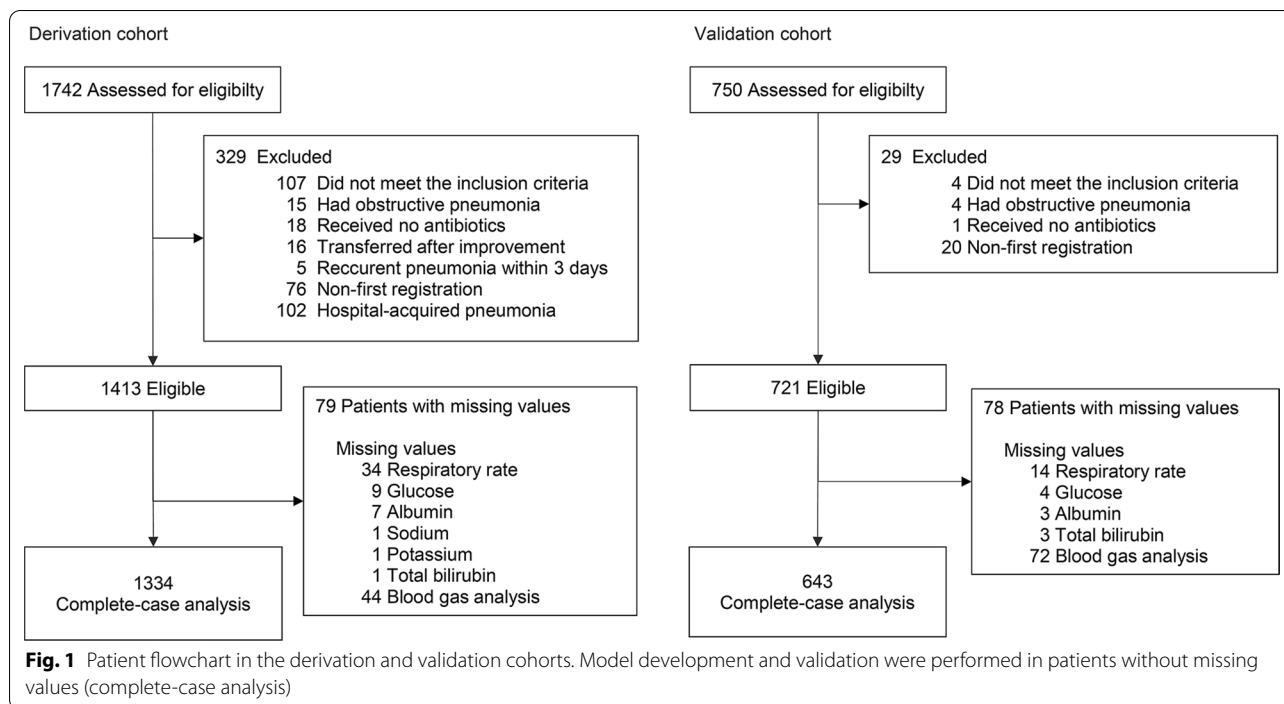 Derivation cohort
1742 Assessed for eligibilty
329 Excluded
107 Did not meet the inclusion criteria
15 Had obstructive pneumonia
18 Received no antibiotics
16 Transferred after improvement
5 Reccurent pneumonia within 3 days
76 Non-first registration
102 Hospital-acquired pneumonia
1413 Eligible
79 Patients with missing values
Missing values
34 Respiratory rate
9 Glucose
7 Albumin
1 Sodium
1 Potassium
1 Total bilirubin
44 Blood gas analysis
1334
Complete-case analysis
Validation cohort
750 Assessed for eligibilty
29 Excluded
4 Did not meet the inclusion criteria
4 Had obstructive pneumonia
1 Received no antibiotics
20 Non-first registration
721 Eligible
78 Patients with missing values
Missing values
14 Respiratory rate
4 Glucose
3 Albumin
3 Total bilirubin
72 Blood gas analysis
643
Complete-case analysis
Fig. 1 Patient flowchart in the derivation and validation cohorts. Model development and validation were performed in patients without missing
values (complete-case analysis)